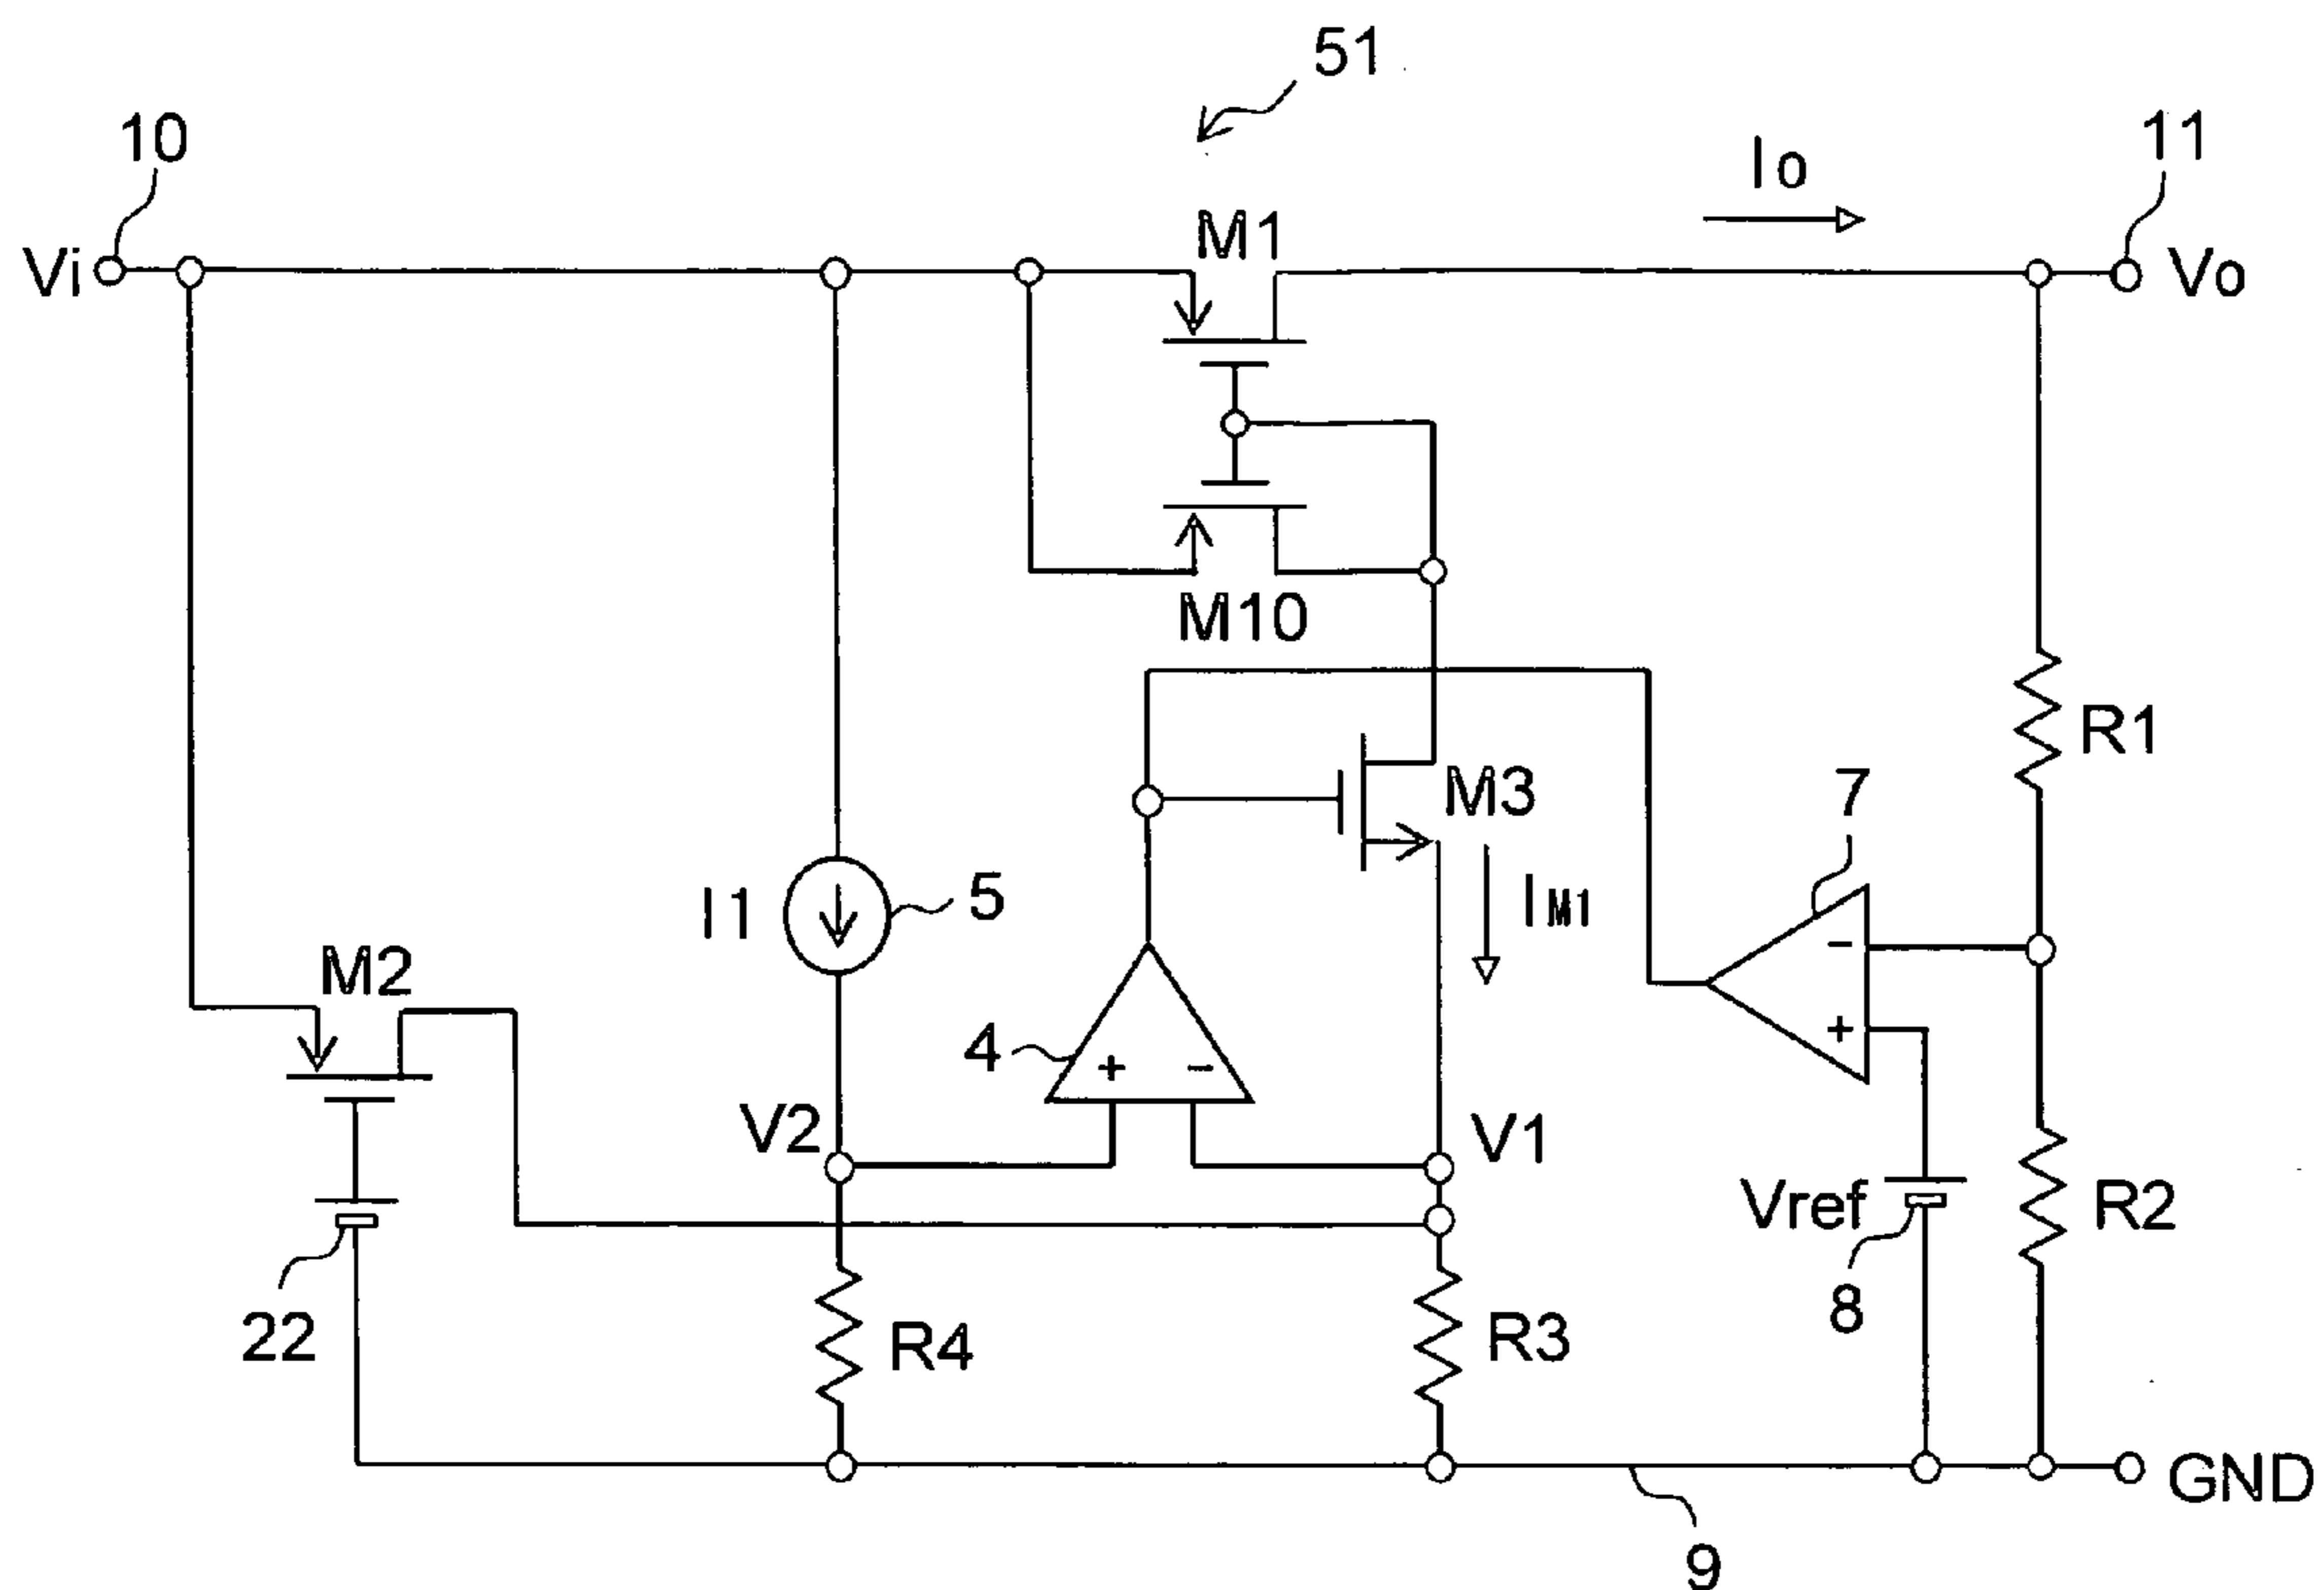 51
10
11
Io
M1
Vi
Vo
M10
R1
M3
7
I1
5
IM1
M2
-
4
+
+ -
V2
V1
Vref
R2
22
8
R4
R3
GND
9